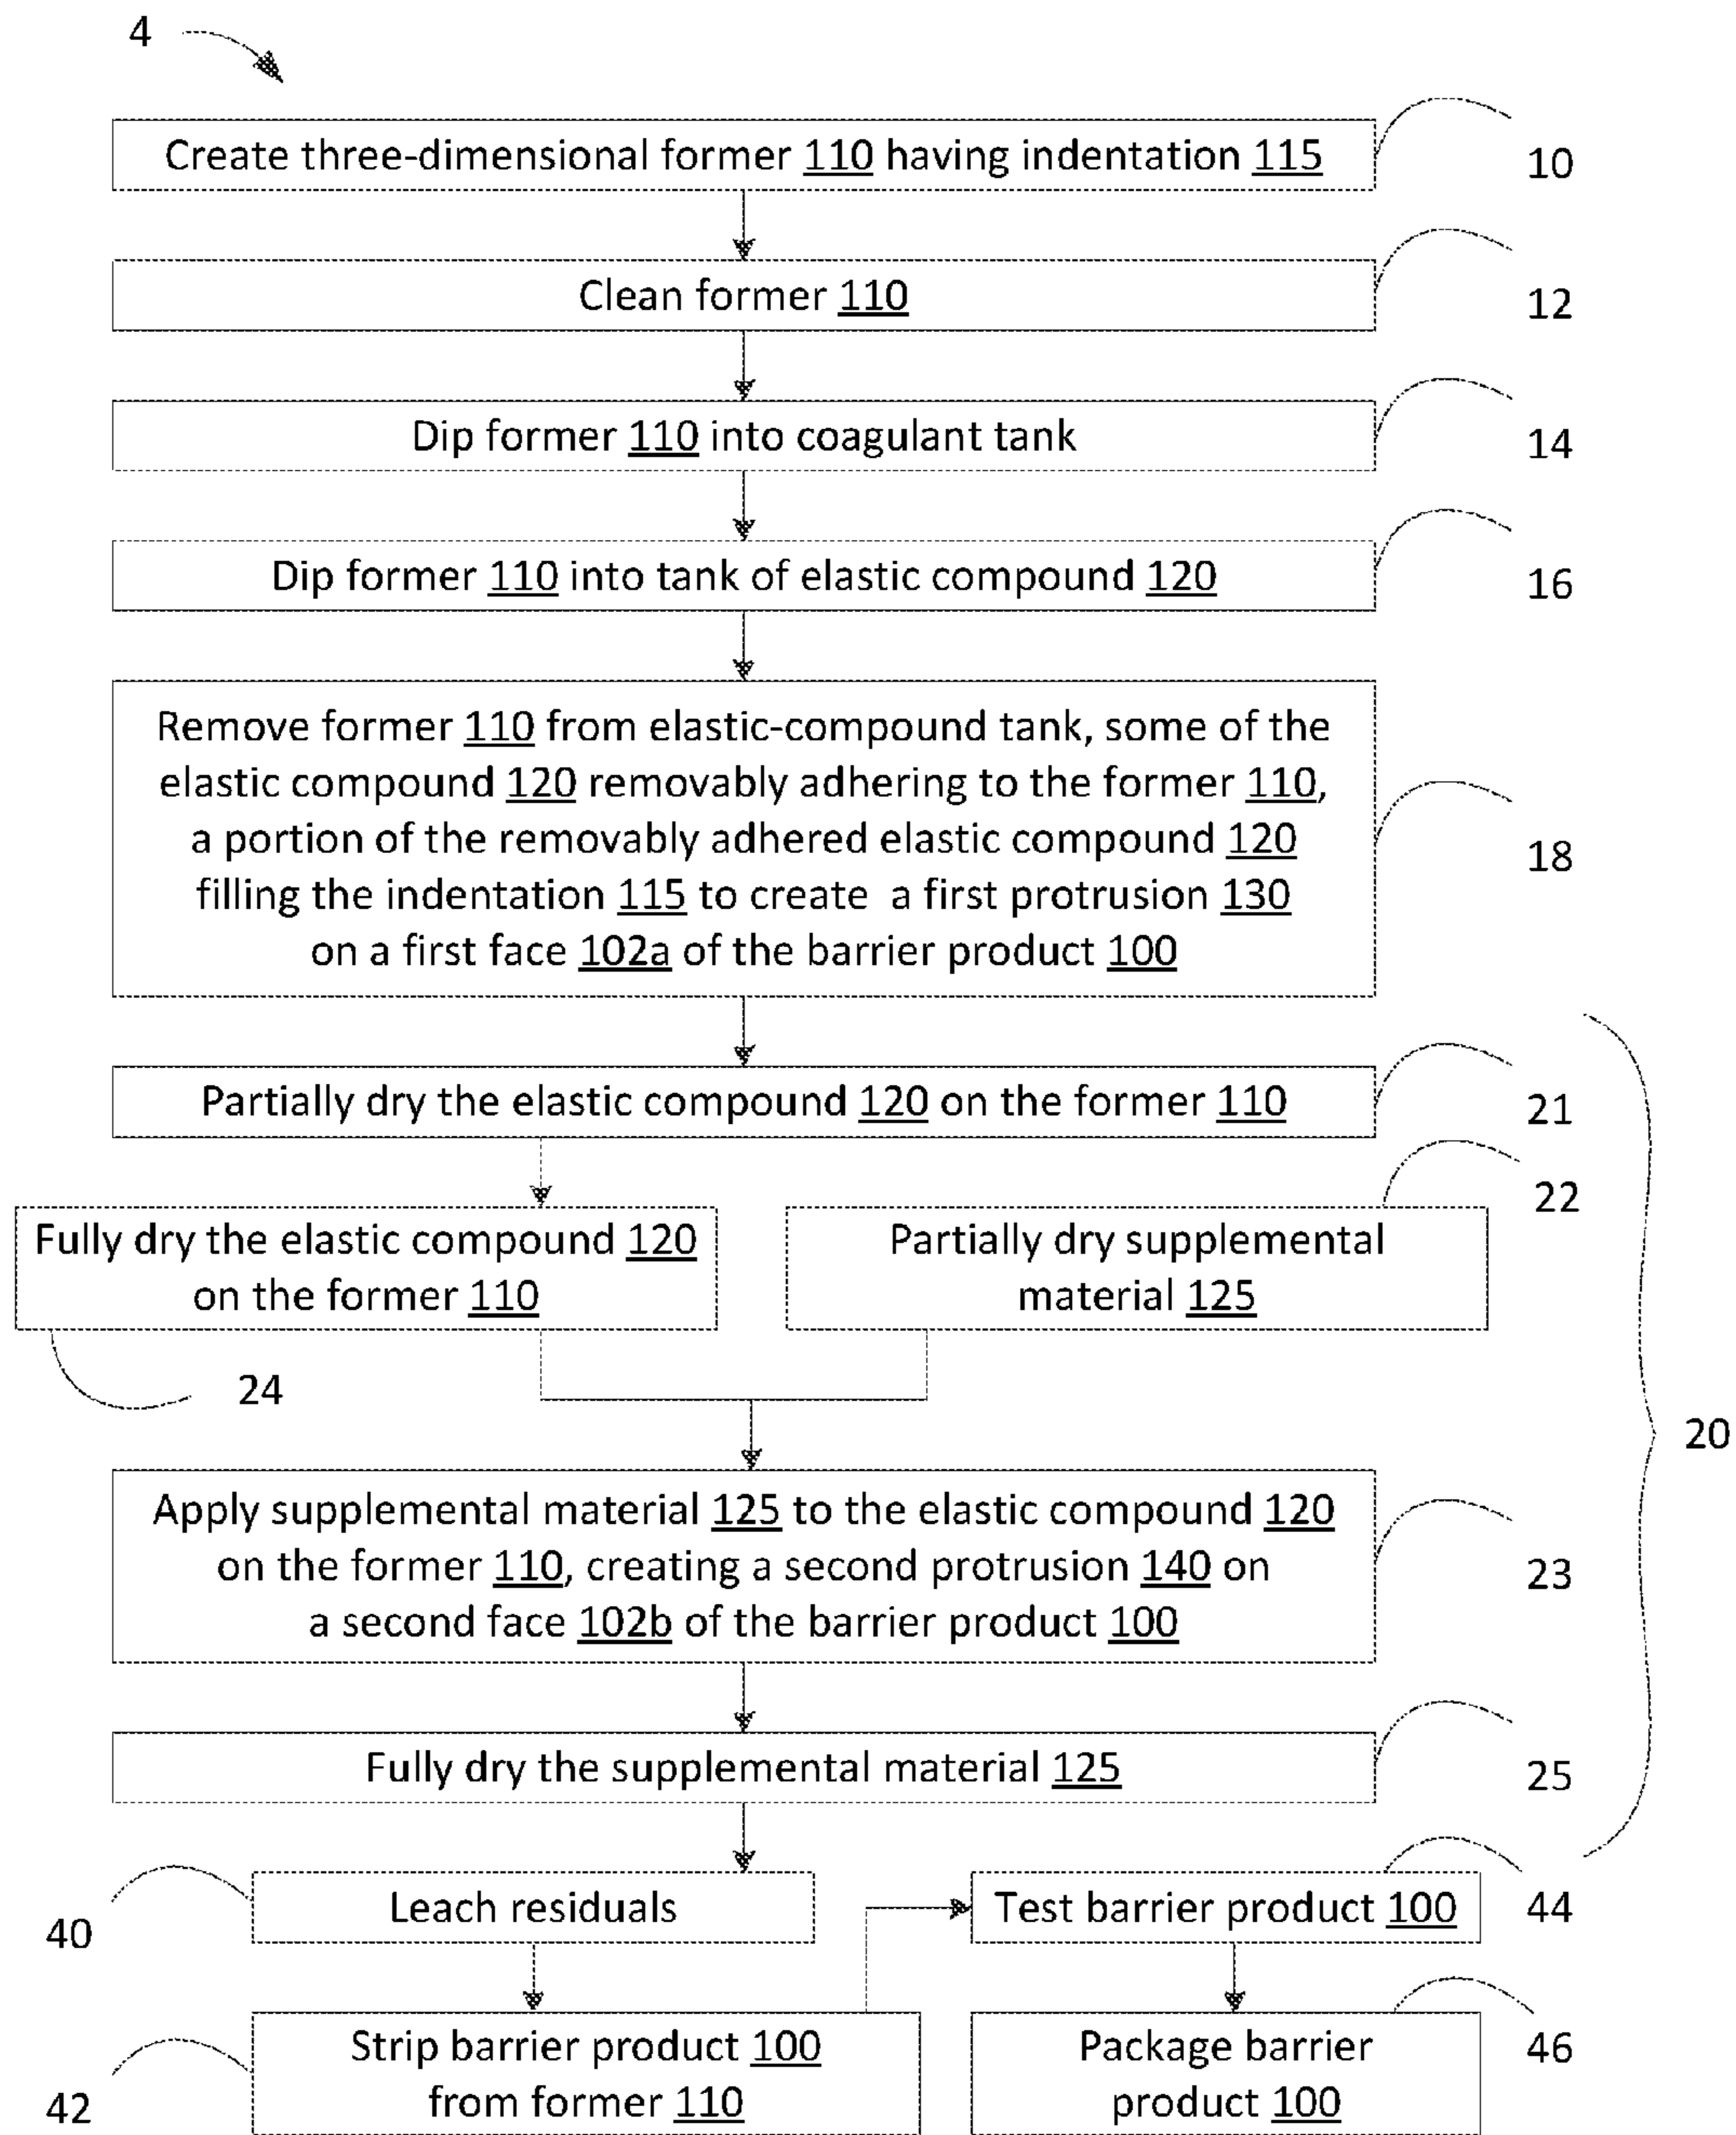 4
Create three-dimensional former 110 having indentation 115
10
Clean former 110
12
Dip former 110 into coagulant tank
14
Dip former 110 into tank of elastic compound 120
16
Remove former 110 from elastic-compound tank, some of the
elastic compound 120 removably adhering to the former 110,
a portion of the removably adhered elastic compound 120
filling the indentation 115 to create a first protrusion 130
on a first face 102a of the barrier product 100
18
Partially dry the elastic compound 120 on the former 110
21
Fully dry the elastic compound 120
on the former 110
24
Partially dry supplemental
material 125
22
20
Apply supplemental material 125 to the elastic compound 120
on the former 110, creating a second protrusion 140 on
a second face 102b of the barrier product 100
23
Fully dry the supplemental material 125
25
Leach residuals
40
Strip barrier product 100
from former 110
42
Test barrier product 100
44
Package barrier
product 100
46